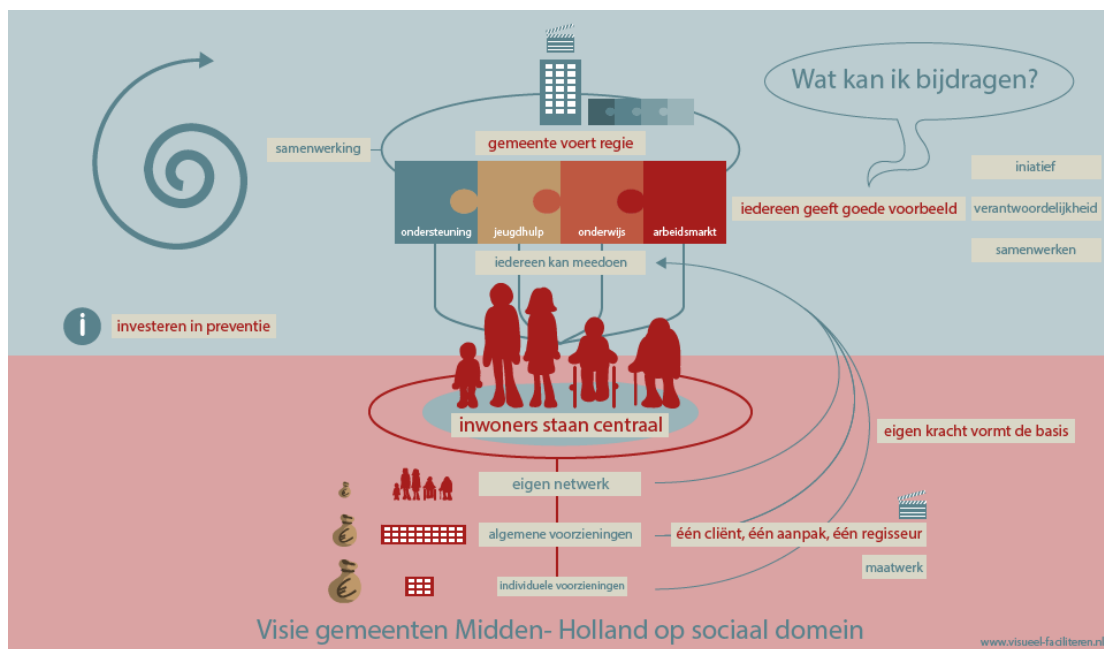 Wat kan ik bijdragen?
samenwerking
gemeente voert regie
iniatief
iedereen geeft goede voorbeeld
verantwoordelijkheid
samenwerken
ondersteuning
jeugdhulp
onderwijs
arbeidsmarkt
iedereen kan meedoen
i
investeren in preventie
inwoners staan centraal
eigen kracht vormt de basis
eigen netwerk
€
algemene voorzieningen
één cliënt, één aanpak, één regisseur
maatwerk
€
individuele voorzieningen
Visie gemeenten Midden- Holland op sociaal domein
www.visueel-faciliteren.nl